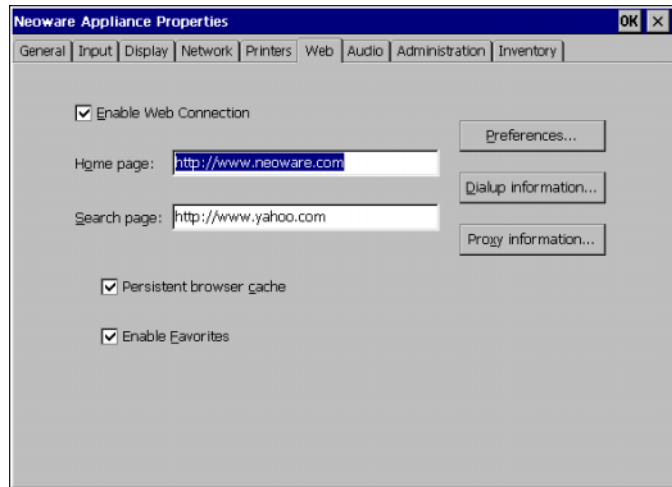 Neoware Appliance Properties OK ×
General Input Display Network Printers Web Audio Administration Inventory
Enable Web Connection
Preferences...
Home page: http://www.neoware.com
Dialup information...
Search page: http://www.yahoo.com
Proxy information...
Persistent browser cache
Enable Favorites